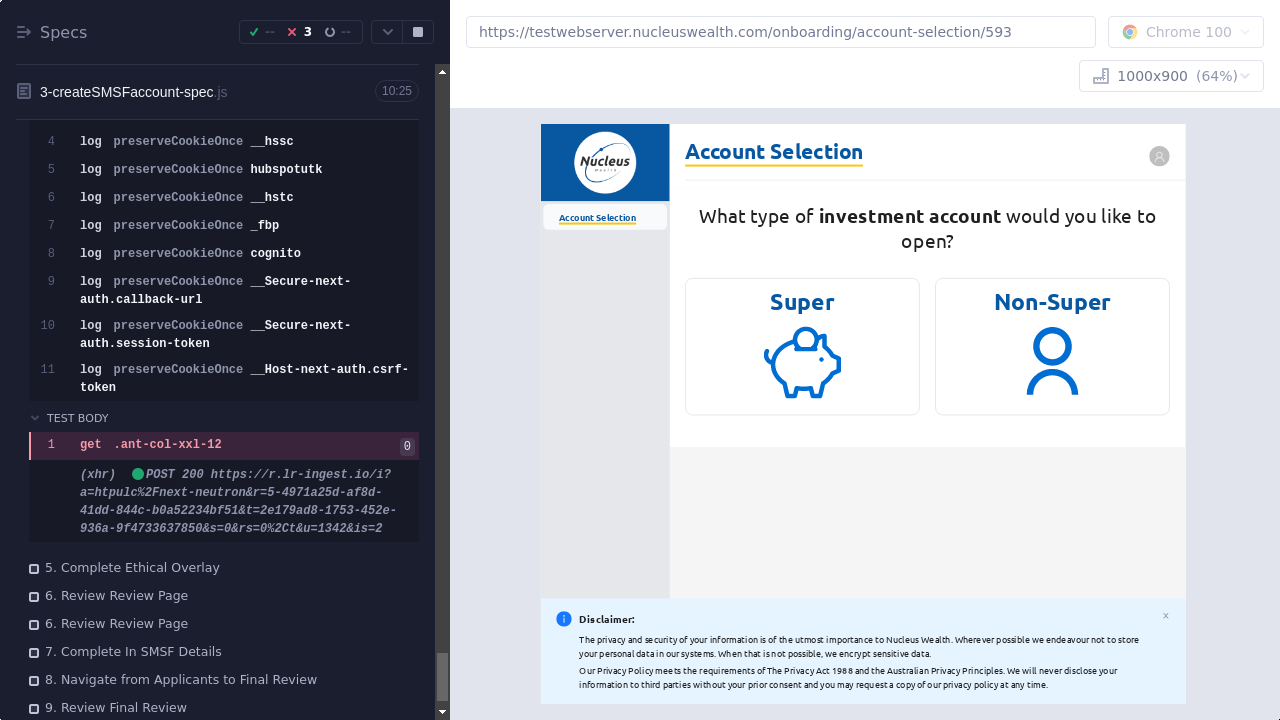 Specs
--
3
--
3-createSMSFaccount-spec.js
10:25
4 log preserveCookieOnce __hssc
5 log preserveCookieOnce hubspotutk
6 log preserveCookieOnce __hstc
7 log preserveCookieOnce _fbp
8 log preserveCookieOnce cognito
9 log preserveCookieOnce __Secure-next-
auth.callback-url
10 log preserveCookieOnce __Secure-next-
auth.session-token
11 log preserveCookieOnce __Host-next-auth.csrf-
token
TEST BODY
1 get .ant-col-xxl-12 0
(xhr) POST 200 https://r.lr-ingest.io/i?
a=htpulc%2Fnext-neutron&r=5-4971a25d-af8d-
41dd-844c-b0a52234bf51&t=2e179ad8-1753-452e-
936a-9f4733637850&s=0&rs=0%2Ct&u=1342&is=2
5. Complete Ethical Overlay
6. Review Review Page
6. Review Review Page
7. Complete In SMSF Details
8. Navigate from Applicants to Final Review
9. Review Final Review
https://testwebserver.nucleuswealth.com/onboarding/account-selection/593
Chrome 100
1000x900 (64%)
Nucleus
Wealth
Account Selection
Account Selection
What type of investment account would you like to
open?
Super
Non-Super
Disclaimer:
The privacy and security of your information is of the utmost importance to Nucleus Wealth. Wherever possible we endeavour not to store
your personal data in our systems. When that is not possible, we encrypt sensitive data.
Our Privacy Policy meets the requirements of The Privacy Act 1988 and the Australian Privacy Principles. We will never disclose your
information to third parties without your prior consent and you may request a copy of our privacy policy at any time.